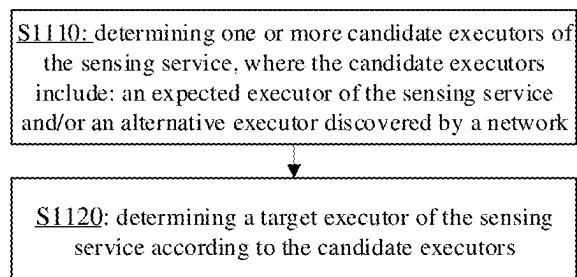 S1110: determining one or more candidate executors of
the sensing service, where the candidate executors
include: an expected executor of the sensing service
and/or an alternative executor discovered by a network
S1120: determining a target executor of the sensing
service according to the candidate executors